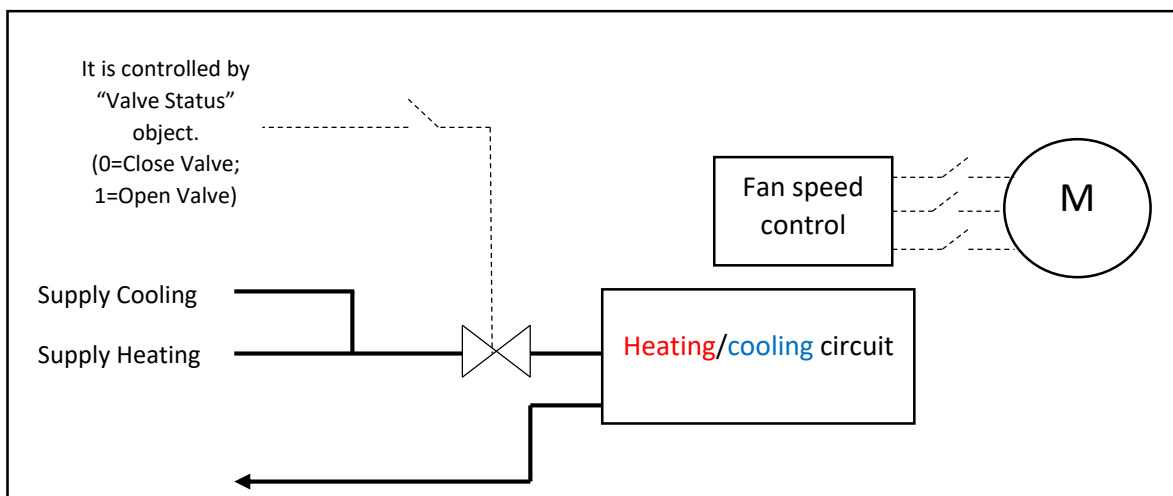 It is controlled by
“Valve Status”
object.
(0=Close Valve;
1=Open Valve)
Fan speed
control
M
Supply Cooling
Supply Heating
Heating/cooling circuit